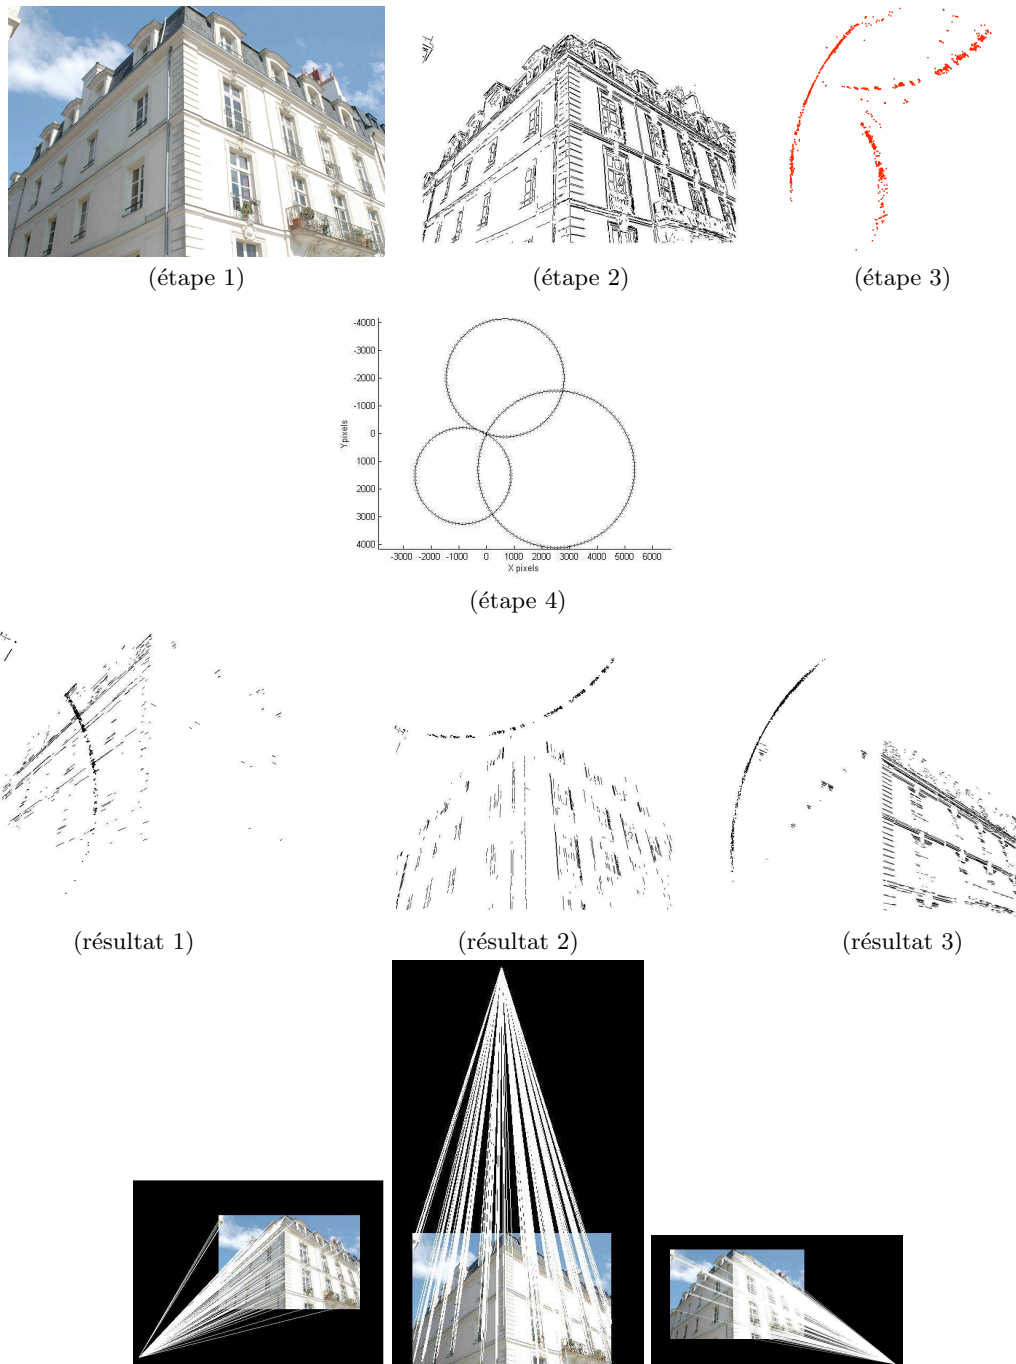 (étape 1)
(étape 2)
(étape 3)
-4000
-3000
-2000
-1000
0
1000
2000
3000
4000
Y pixels
-3000 -2000 -1000 0 1000 2000 3000 4000 5000 6000
X pixels
(étape 4)
(résultat 1)
(résultat 2)
(résultat 3)